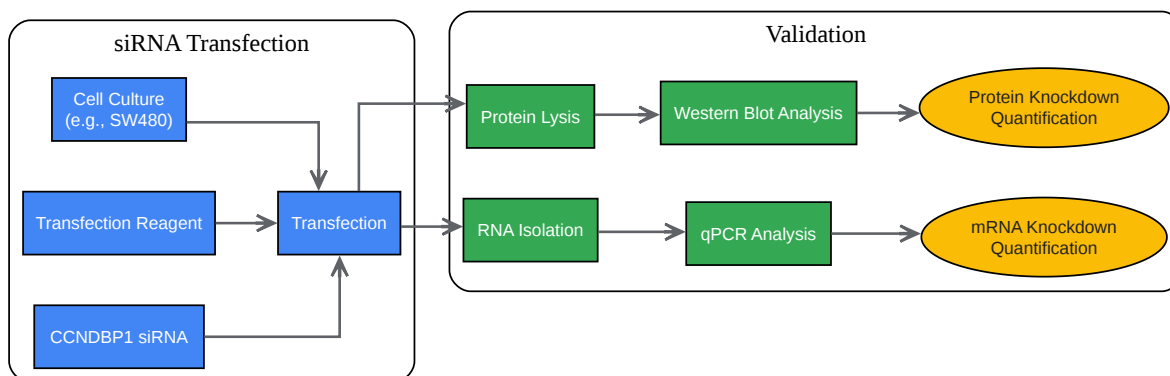 siRNA Transfection
Cell Culture
(e.g., SW480)
Transfection Reagent
Transfection
CCNDBP1 siRNA
Validation
Protein Lysis
Western Blot Analysis
Protein Knockdown
Quantification
RNA Isolation
qPCR Analysis
mRNA Knockdown
Quantification